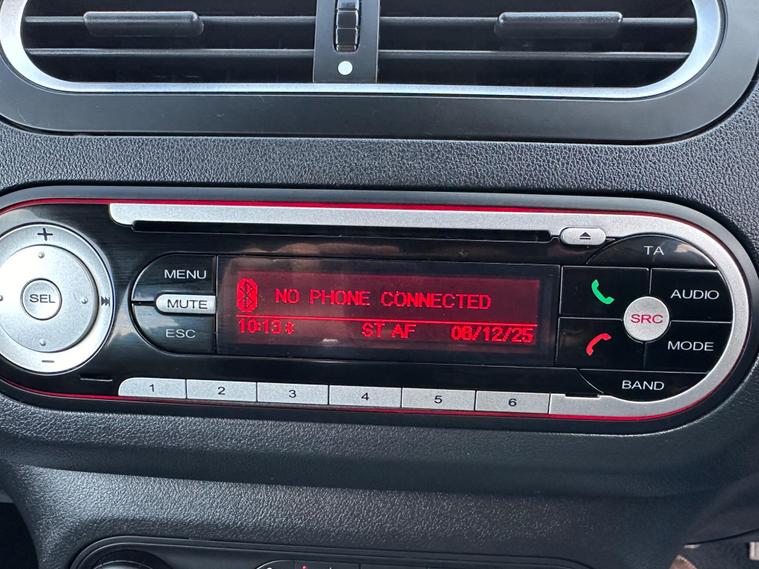 TA
MENU
NO PHONE CONNECTED
AUDIO
SEL
MUTE
SRC
10:13 ST AF 08/12/25
ESC
MODE
BAND
1 2 3 4 5 6